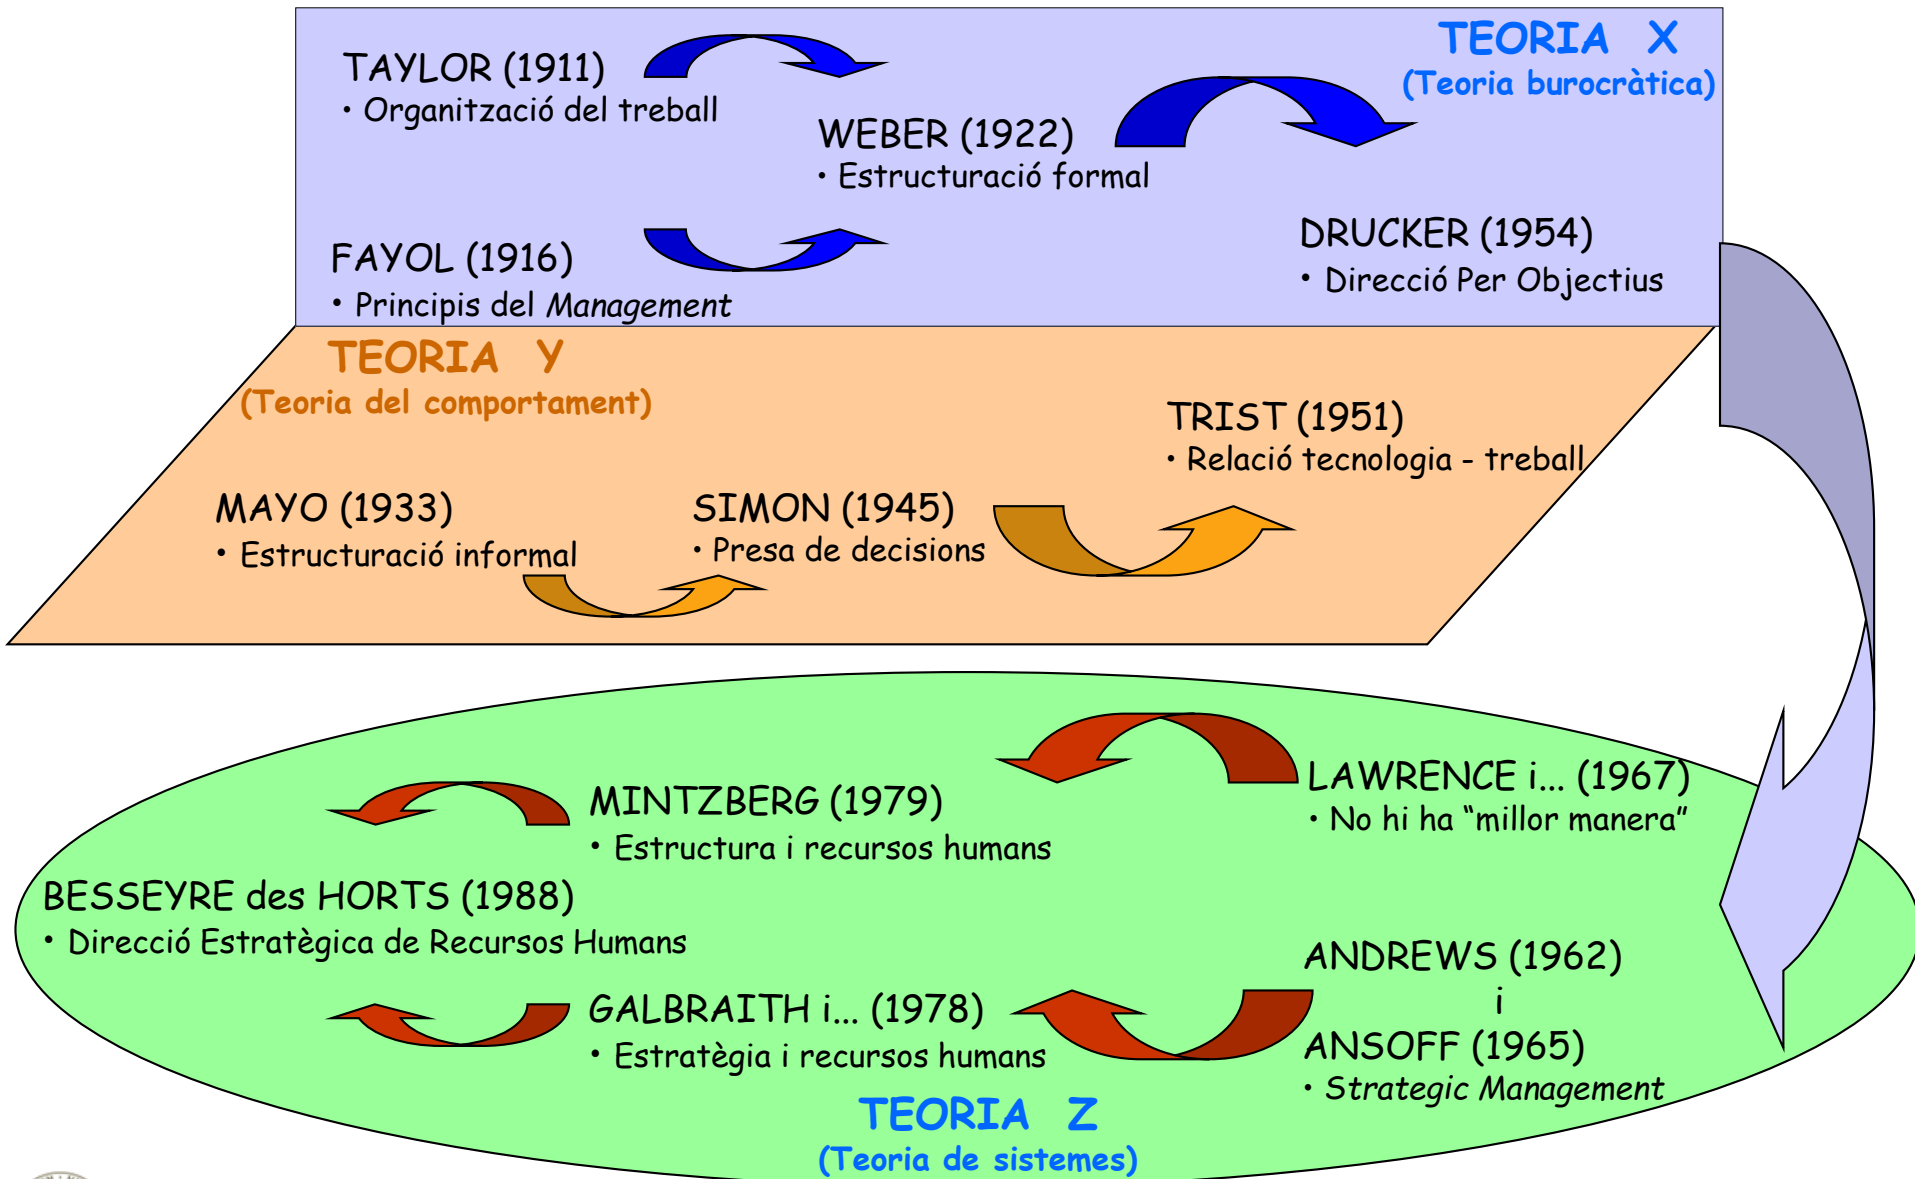 TEORIA X
(Teoria burocràtica)
TAYLOR (1911)
• Organització del treball
WEBER (1922)
• Estructuració formal
FAYOL (1916)
• Principis del Management
DRUCKER (1954)
• Direcció Per Objectius
TEORIA Y
(Teoria del comportament)
TRIST (1951)
• Relació tecnologia - treball
MAYO (1933)
• Estructuració informal
SIMON (1945)
• Presa de decisions
LAWRENCE i... (1967)
• No hi ha “millor manera”
MINTZBERG (1979)
• Estructura i recursos humans
BESSEYRE des HORTS (1988)
• Direcció Estratègica de Recursos Humans
ANDREWS (1962)
i
ANSOFF (1965)
• Strategic Management
GALBRAITH i... (1978)
• Estratègia i recursos humans
TEORIA Z
(Teoria de sistemes)